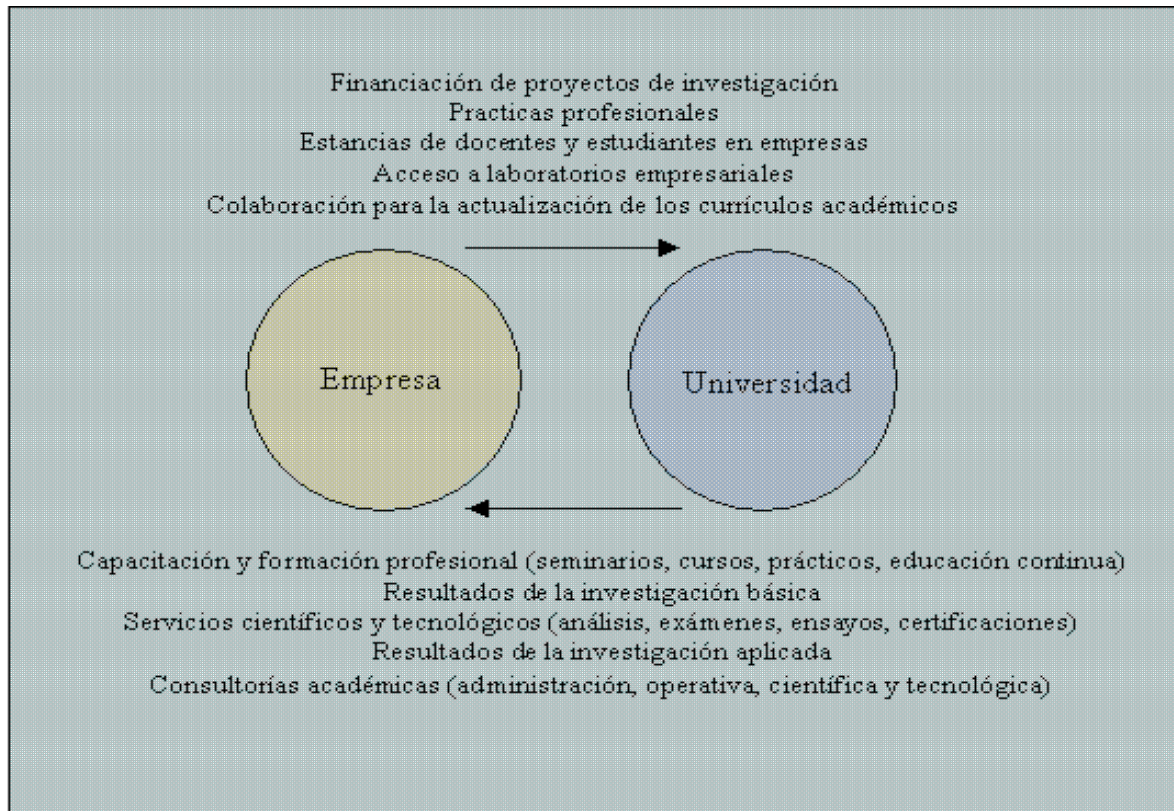 Financiación de proyectos de investigación
Practicas profesionales
Estancias de docentes y estudiantes en empresas
Acceso a laboratorios empresariales
Colaboración para la actualización de los currículos académicos
Empresa
Universidad
Capacitación y formación profesional (seminarios, cursos, prácticos, educación continua)
Resultados de la investigación básica
Servicios científicos y tecnológicos (análisis, exámenes, ensayos, certificaciones)
Resultados de la investigación aplicada
Consultorías académicas (administración, operativa, científica y tecnológica)